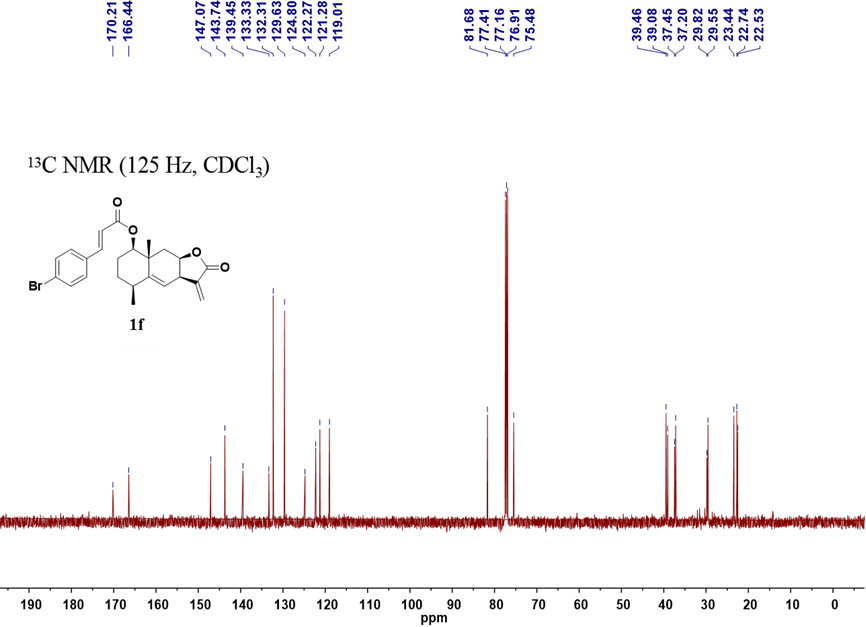 170.21
166.44
147.07
143.74
139.45
133.33
132.31
129.63
124.80
122.27
121.28
119.01
81.68
77.41
77.16
76.91
75.48
39.46
39.08
37.45
37.20
29.82
29.55
23.44
22.74
22.53
¹³C NMR (125 Hz, CDCl₃)
O
O
O
O
Br
1f
190 180 170 160 150 140 130 120 110 100 90 80 70 60 50 40 30 20 10 0
ppm